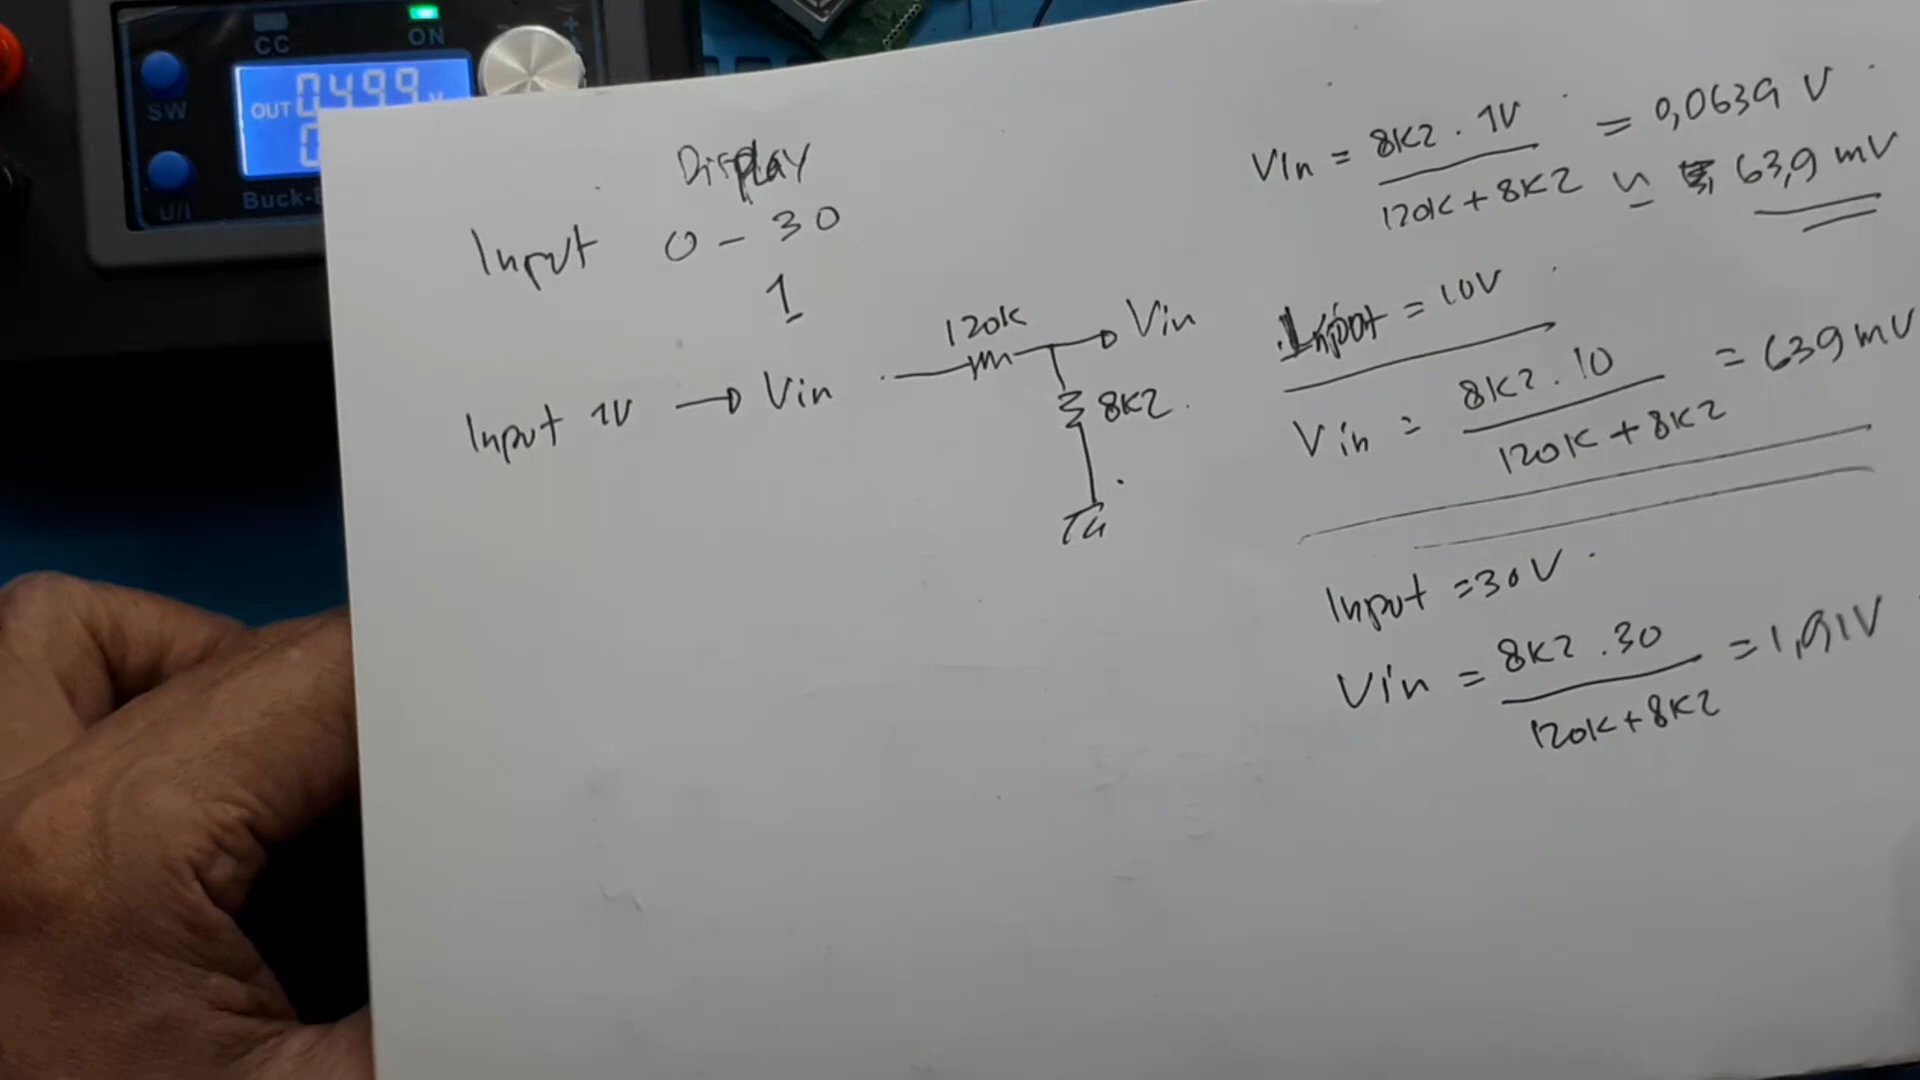 CC
ON
SW
OUT 0499 V
U/I
Buck-
Display
Input 0 - 30
1
Input 1V → Vin
120K
Vin
8K2
Vin = 8K2 . 1V / 120K + 8K2 = 0,0639 V
≃ 63,9 mV
Input = 10V
Vin = 8K2 . 10 / 120K + 8K2 = 639 mV
Input = 30V
Vin = 8K2 . 30 / 120K + 8K2 = 1,91V